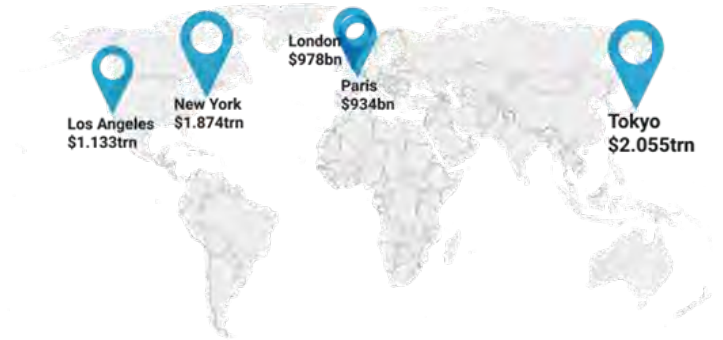 London
$978bn
Paris
$934bn
New York
$1.874trn
Los Angeles
$1.133trn
Tokyo
$2.055trn